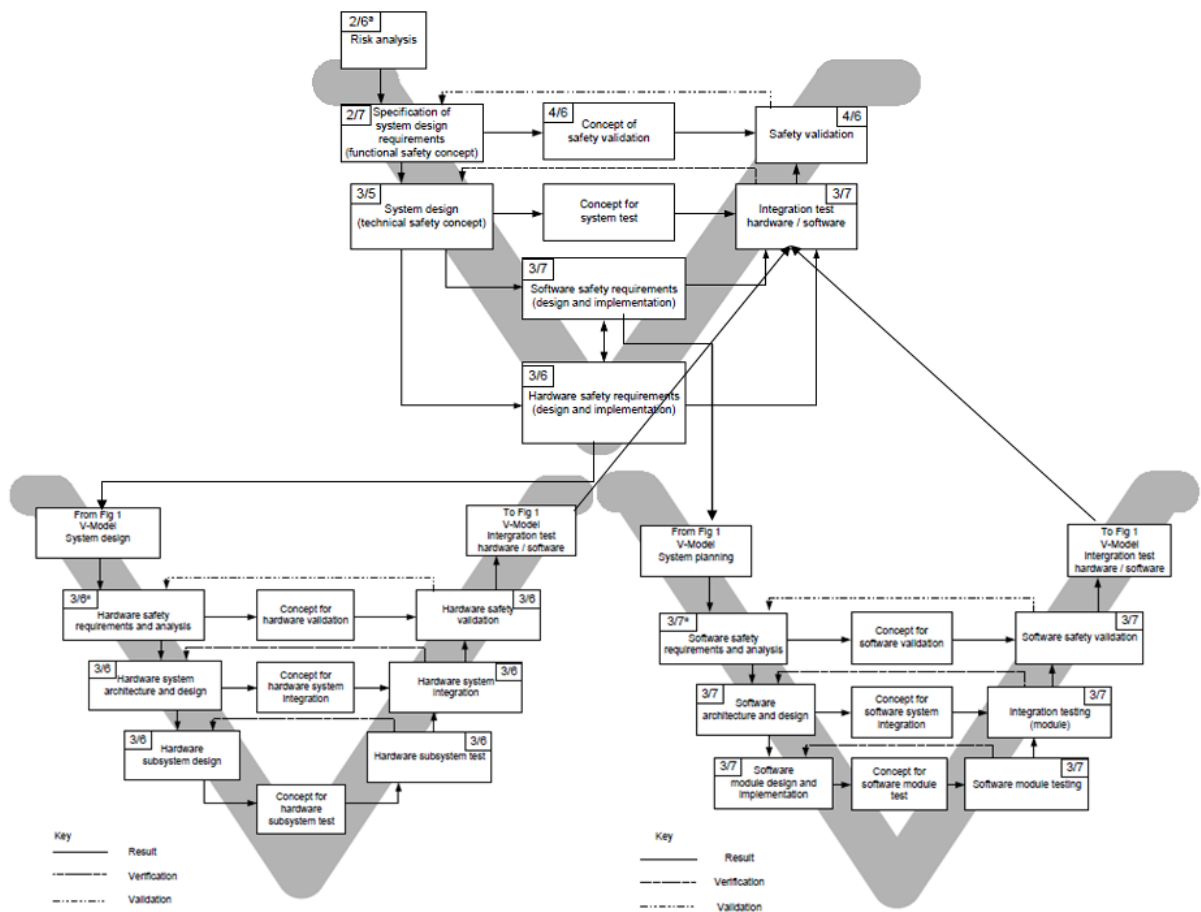 2/6ª
Risk analysis
2/7
Specification of
system design
requirements
(functional safety concept)
4/6
Concept of
safety validation
4/6
Safety validation
3/5
System design
(technical safety concept)
Concept for
system test
3/7
Integration test
hardware / software
3/7
Software safety requirements
(design and implementation)
3/6
Hardware safety requirements
(design and implementation)
From Fig 1
V-Model
System design
To Fig 1
V-Model
Intergration test
hardware / software
3/6ª
Hardware safety
requirements and analysis
Concept for
hardware validation
3/6
Hardware safety
validation
3/6
Hardware system
architecture and design
Concept for
hardware system
Integration
3/6
Hardware system
Integration
3/6
Hardware
subsystem design
3/6
Hardware subsystem test
Concept for
hardware
subsystem test
Key
Result
Verification
Validation
From Fig 1
V-Model
System planning
To Fig 1
V-Model
Intergration test
hardware / software
3/7ª
Software safety
requirements and analysis
Concept for
software validation
3/7
Software safety validation
3/7
Software
architecture and design
Concept for
software system
Integration
3/7
Integration testing
(module)
3/7
Software
module design and
implementation
Concept for
software module
test
3/7
Software module testing
Key
Result
Verification
Validation